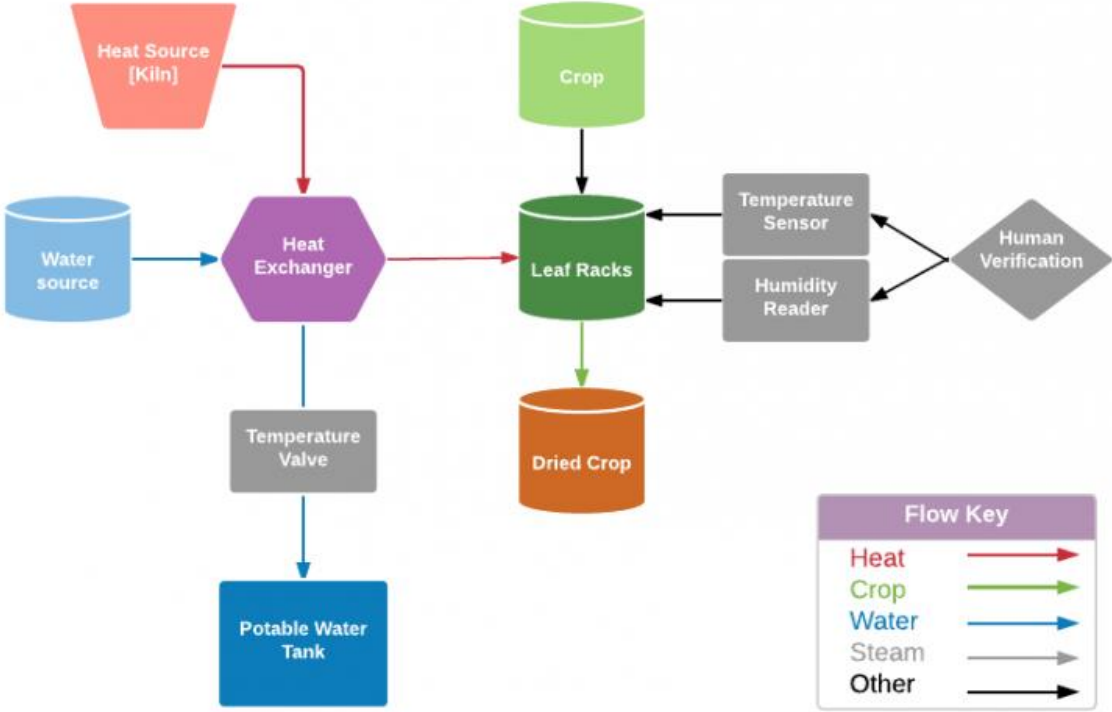 Heat Source
[Kiln]
Crop
Water
source
Heat
Exchanger
Leaf Racks
Temperature
Sensor
Humidity
Reader
Human
Verification
Temperature
Valve
Dried Crop
Potable Water
Tank
Flow Key
Heat
Crop
Water
Steam
Other